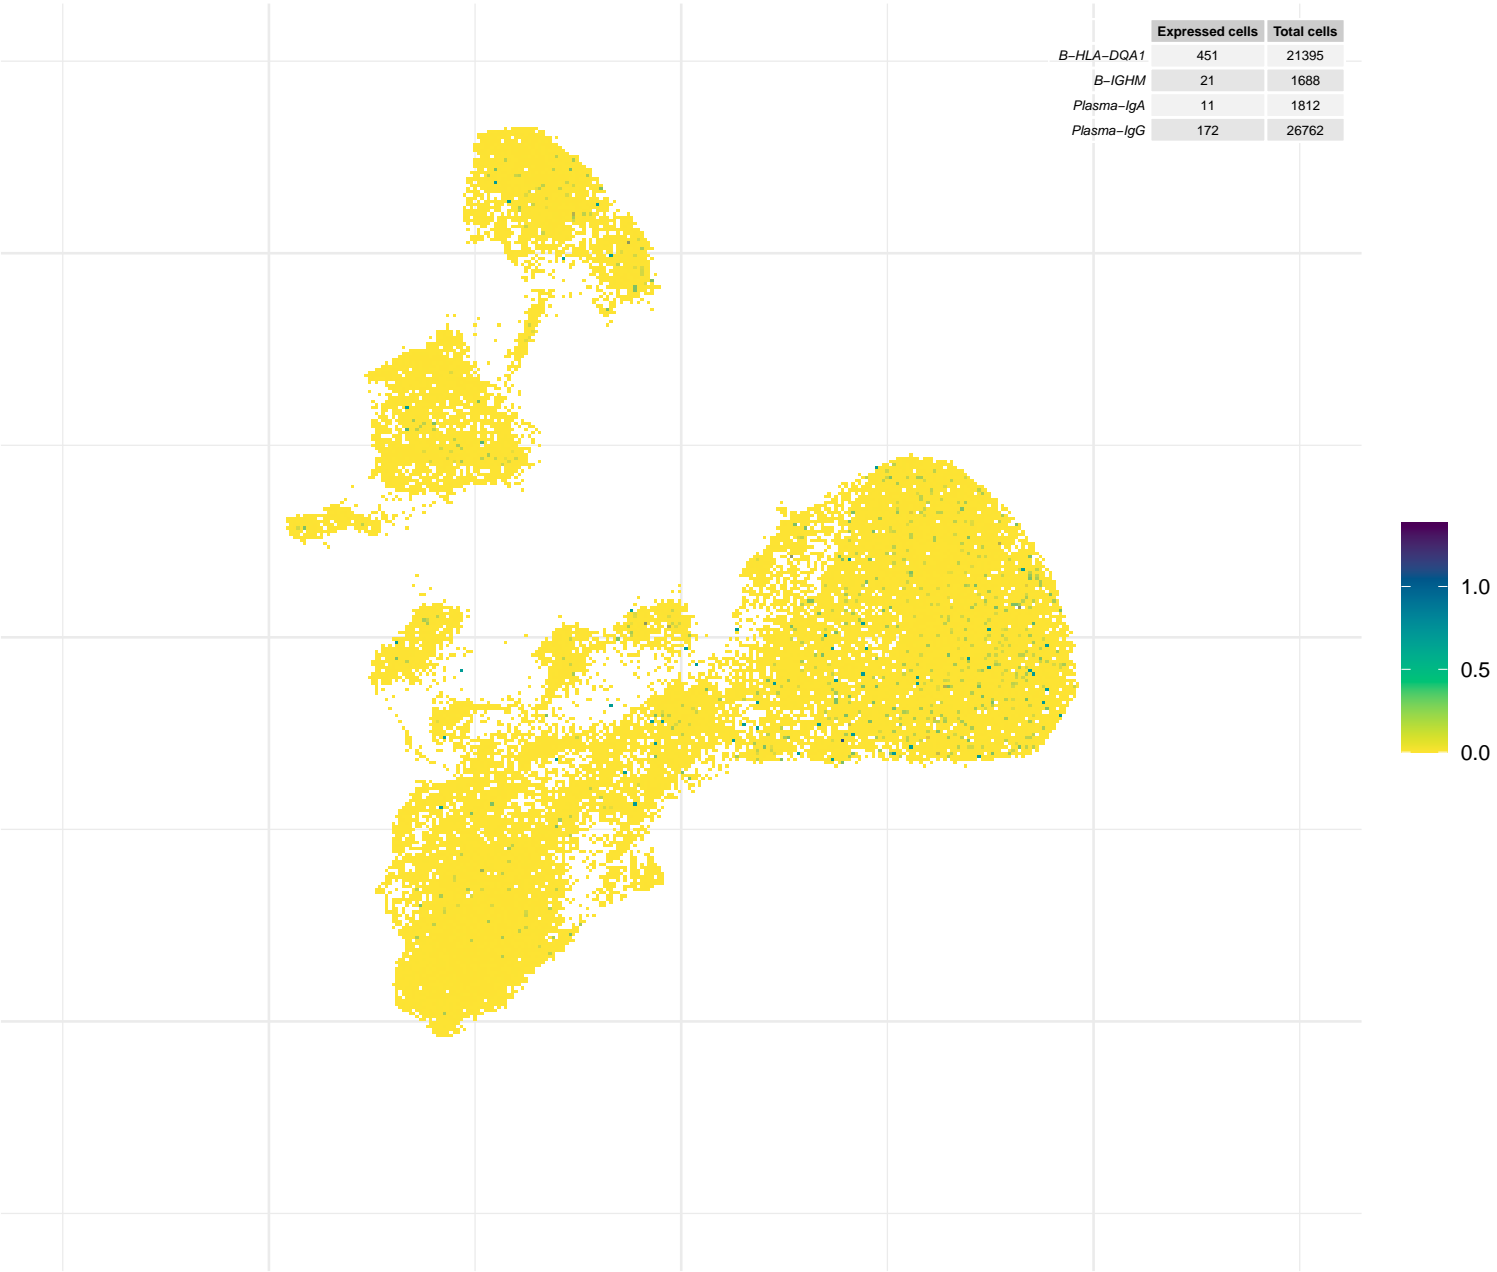 Expressed cells Total cells
B-HLA-DQA1 451 21395
B-IGHM 21 1688
Plasma-IgA 11 1812
Plasma-IgG 172 26762
1.0
0.5
0.0